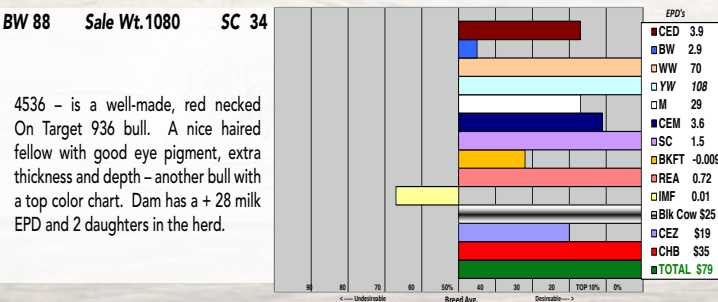 BW 88 Sale Wt.1080 SC 34
4536 – is a well-made, red necked
On Target 936 bull. A nice haired
fellow with good eye pigment, extra
thickness and depth – another bull with
a top color chart. Dam has a + 28 milk
EPD and 2 daughters in the herd.
EPD's
CED 3.9
BW 2.9
WW 70
YW 108
M 29
CEM 3.6
SC 1.5
BKFT -0.009
REA 0.72
IMF 0.01
Blk Cow $25
CEZ $19
CHB $35
TOTAL $79
90 80 70 60 50% 40 30 20 TOP 10% 0%
<---- Undesireable Breed Avg. Desireable---->